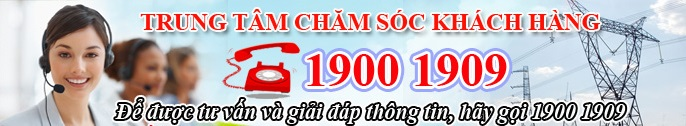 TRUNG TÂM CHĂM SÓC KHÁCH HÀNG
1900 1909
Để được tư vấn và giải đáp thông tin, hãy gọi 1900 1909